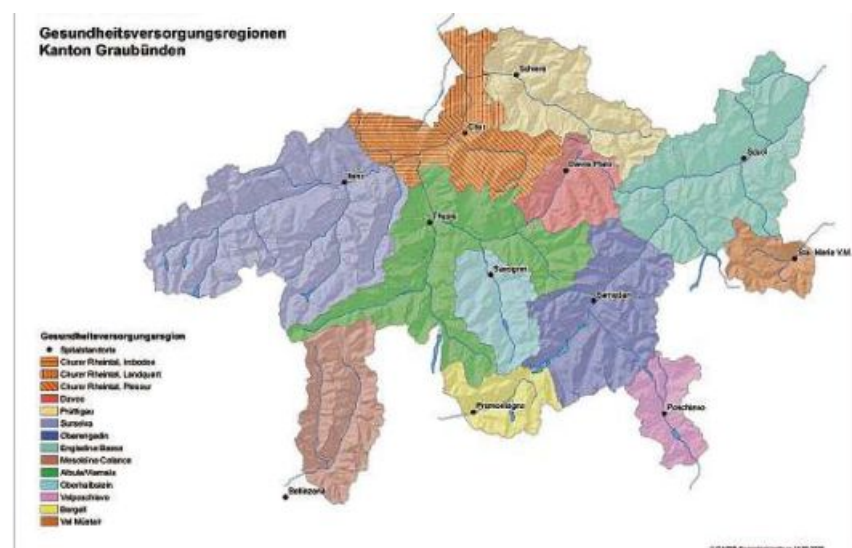 Gesundheitsversorgungsregionen
Kanton Graubünden
Schiers
Chur
Davos Platz
Scuol
Ilanz
Thusis
Sta. Maria V.M.
Savognin
Samedan
Promontogno
Poschiavo
Bellinzona
Gesundheitsversorgungsregion
Spitalstandorte
Churer Rheintal, Imboden
Churer Rheintal, Landquart
Churer Rheintal, Plessur
Davos
Prättigau
Surselva
Oberengadin
Engiadina Bassa
Mesolcina-Calanca
Albula/Viamala
Oberhalbstein
Valposchiavo
Bergell
Val Müstair